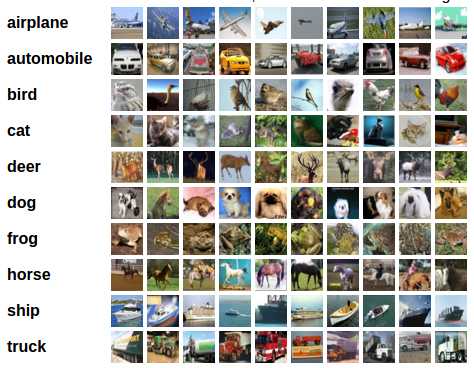 airplane
automobile
bird
cat
deer
dog
frog
horse
ship
truck